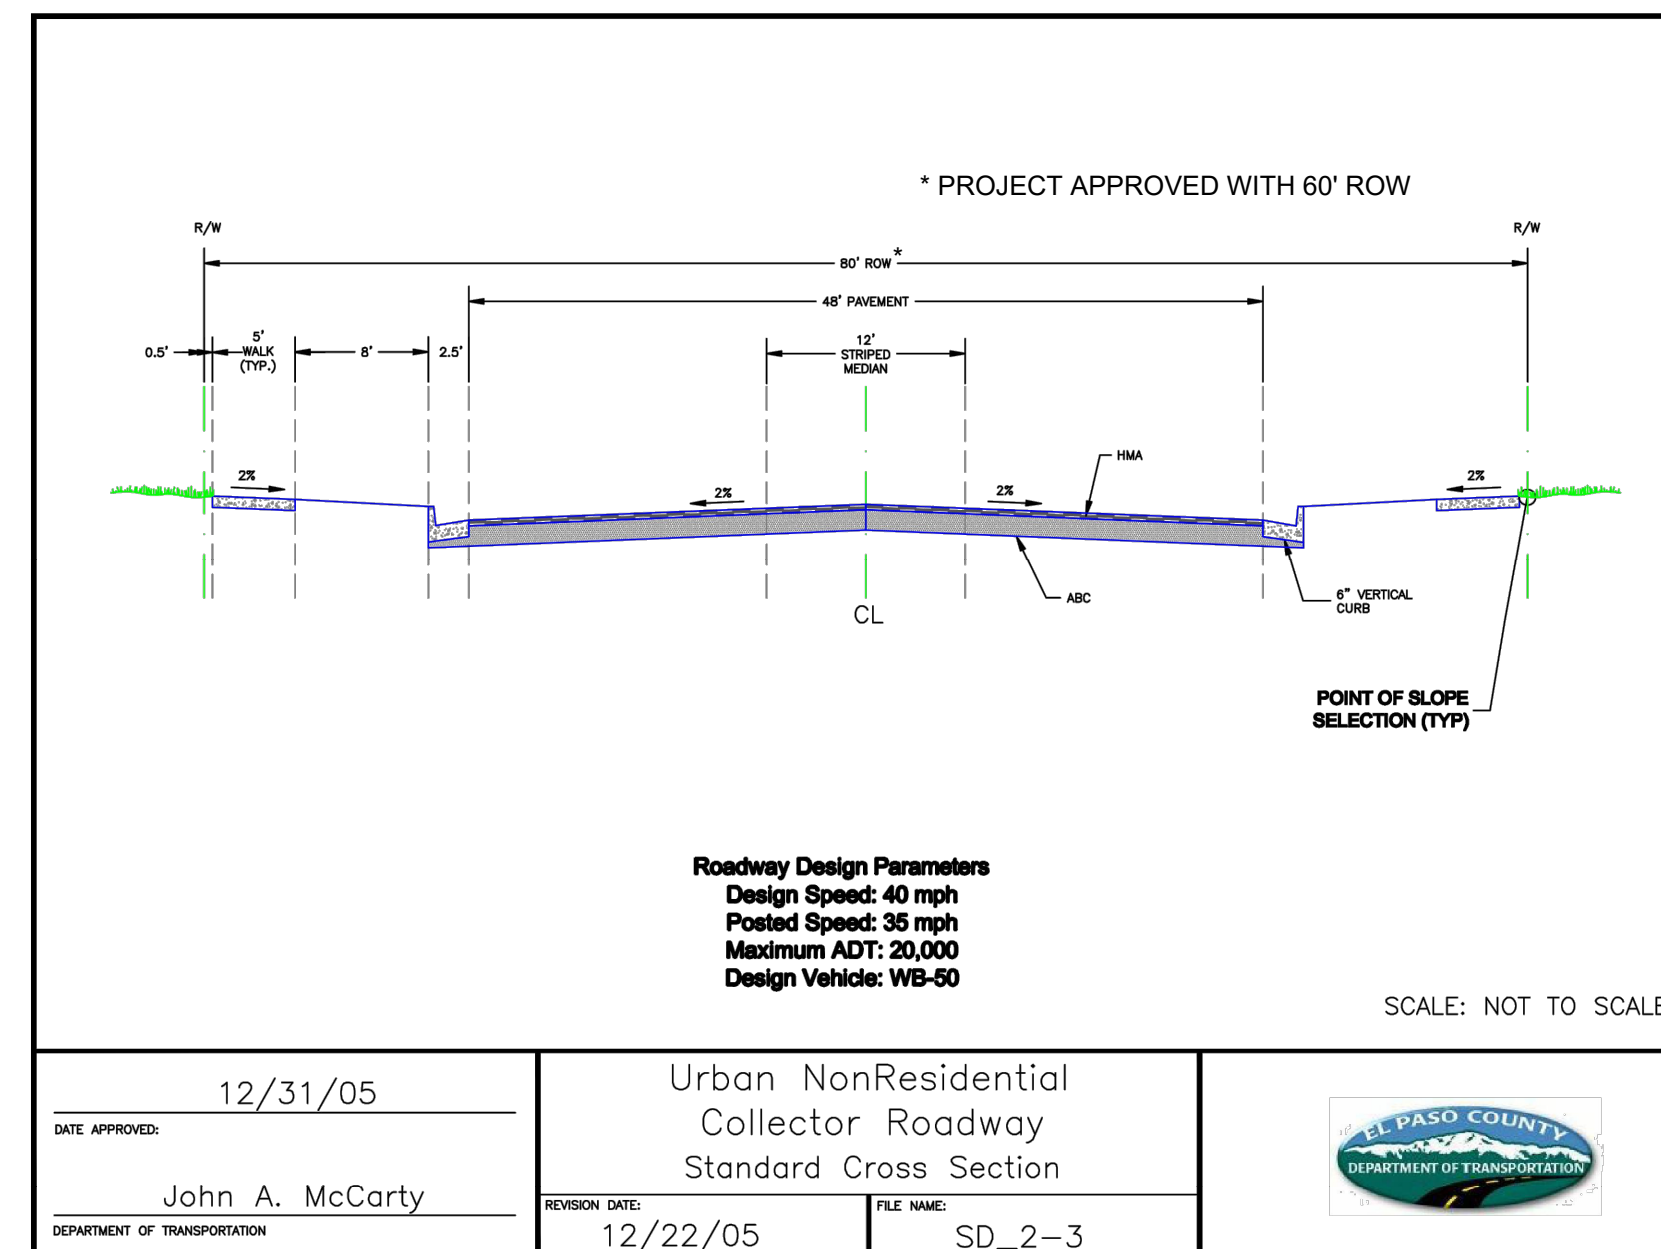 * PROJECT APPROVED WITH 60' ROW
R/W
R/W
80' ROW *
48' PAVEMENT
0.5'
5'
WALK
(TYP.)
8'
2.5'
12'
STRIPED
MEDIAN
HMA
2%
2%
2%
2%
ABC
6" VERTICAL
CURB
CL
POINT OF SLOPE
SELECTION (TYP)
Roadway Design Parameters
Design Speed: 40 mph
Posted Speed: 35 mph
Maximum ADT: 20,000
Design Vehicle: WB-50
SCALE: NOT TO SCALE
12/31/05
DATE APPROVED:
John A. McCarty
DEPARTMENT OF TRANSPORTATION
Urban NonResidential
Collector Roadway
Standard Cross Section
REVISION DATE:
12/22/05
FILE NAME:
SD_2-3
EL PASO COUNTY
DEPARTMENT OF TRANSPORTATION